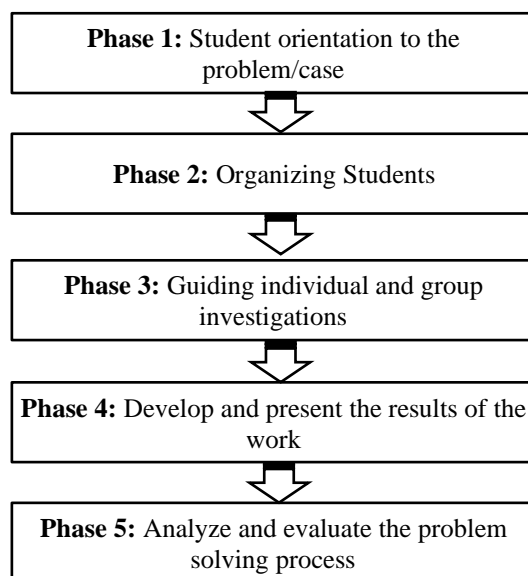 Phase 1: Student orientation to the
problem/case
Phase 2: Organizing Students
Phase 3: Guiding individual and group
investigations
Phase 4: Develop and present the results of the
work
Phase 5: Analyze and evaluate the problem
solving process